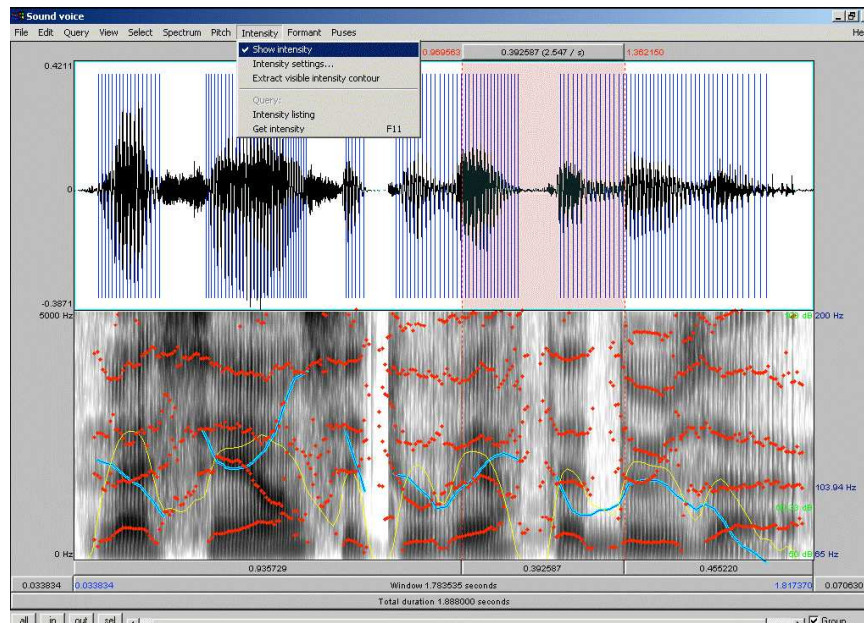 Sound voice
File Edit Query View Select Spectrum Pitch Intensity Formant Puses He
Show intensity
Intensity settings...
Extract visible intensity contour
Query:
Intensity listing
Get intensity F11
0.969563 0.392587 (2.547 / s) 1.362150
0.4211
0
-0.3871
5000 Hz
dB 200 Hz
103.94 Hz
dB
0 Hz
50 dB 65 Hz
0.935729 0.392587 0.455220
0.033834 0.033834 Window 1.783535 seconds 1.817370 0.070630
Total duration 1.888000 seconds
all in out sel Group